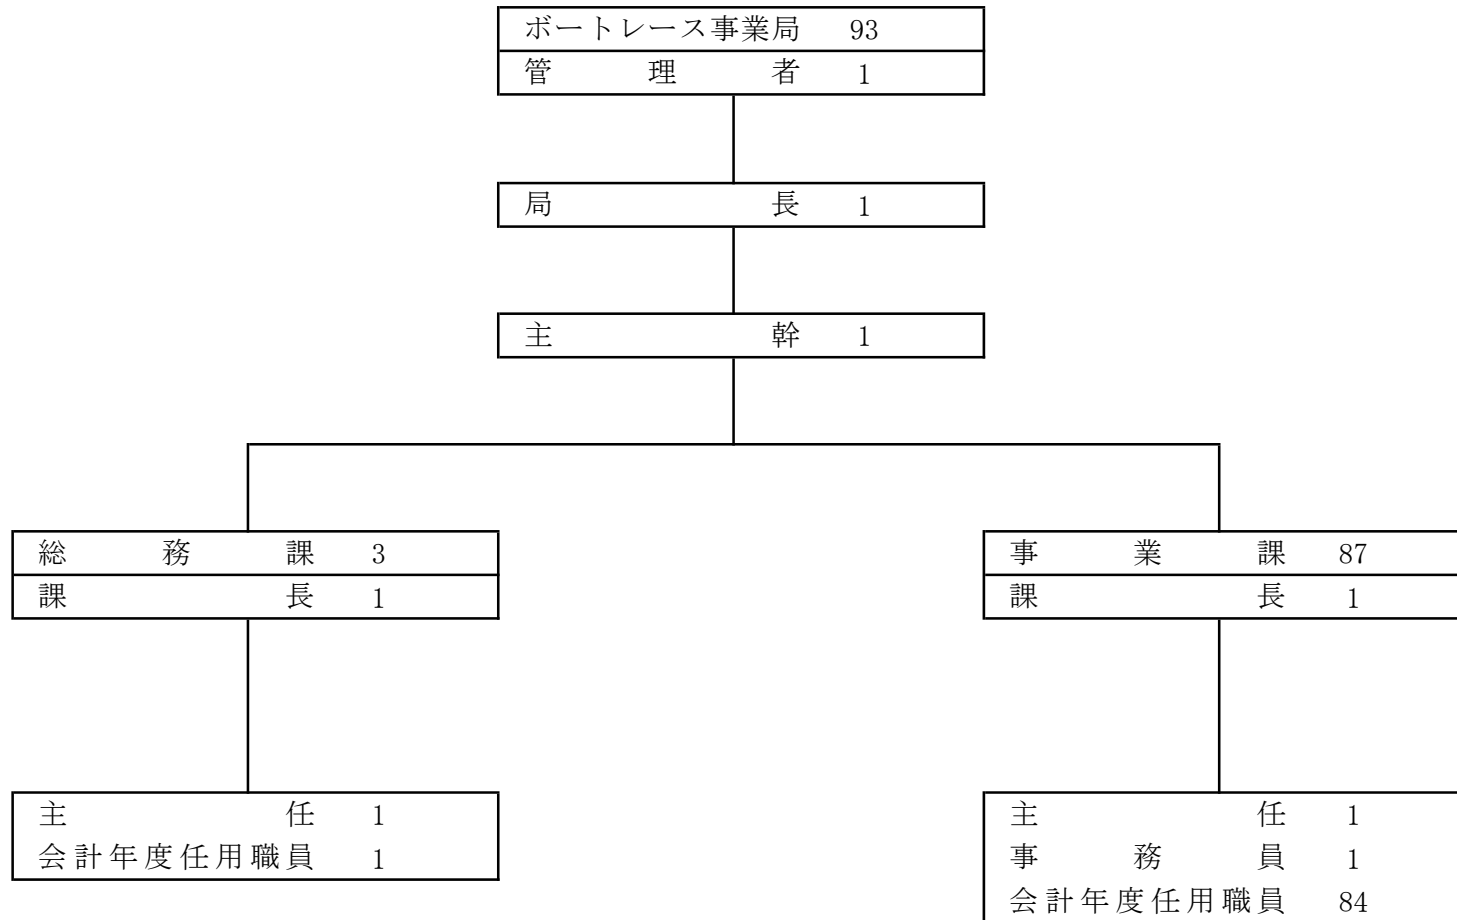 ボートレース事業局 93
管理者 1
局長 1
主幹 1
総務課 3
課長 1
主任 1
会計年度任用職員 1
事業課 87
課長 1
主任 1
事務員 1
会計年度任用職員 84